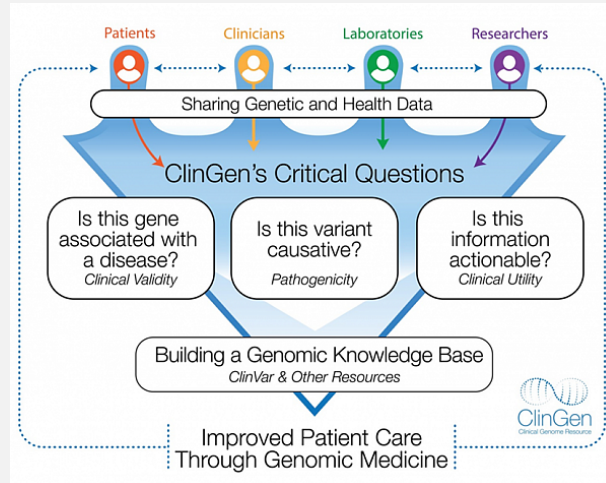 Patients
Clinicians
Laboratories
Researchers
Sharing Genetic and Health Data
ClinGen's Critical Questions
Is this gene
associated with
a disease?
Clinical Validity
Is this variant
causative?
Pathogenicity
Is this
information
actionable?
Clinical Utility
Building a Genomic Knowledge Base
ClinVar & Other Resources
ClinGen
Clinical Genome Resource
Improved Patient Care
Through Genomic Medicine